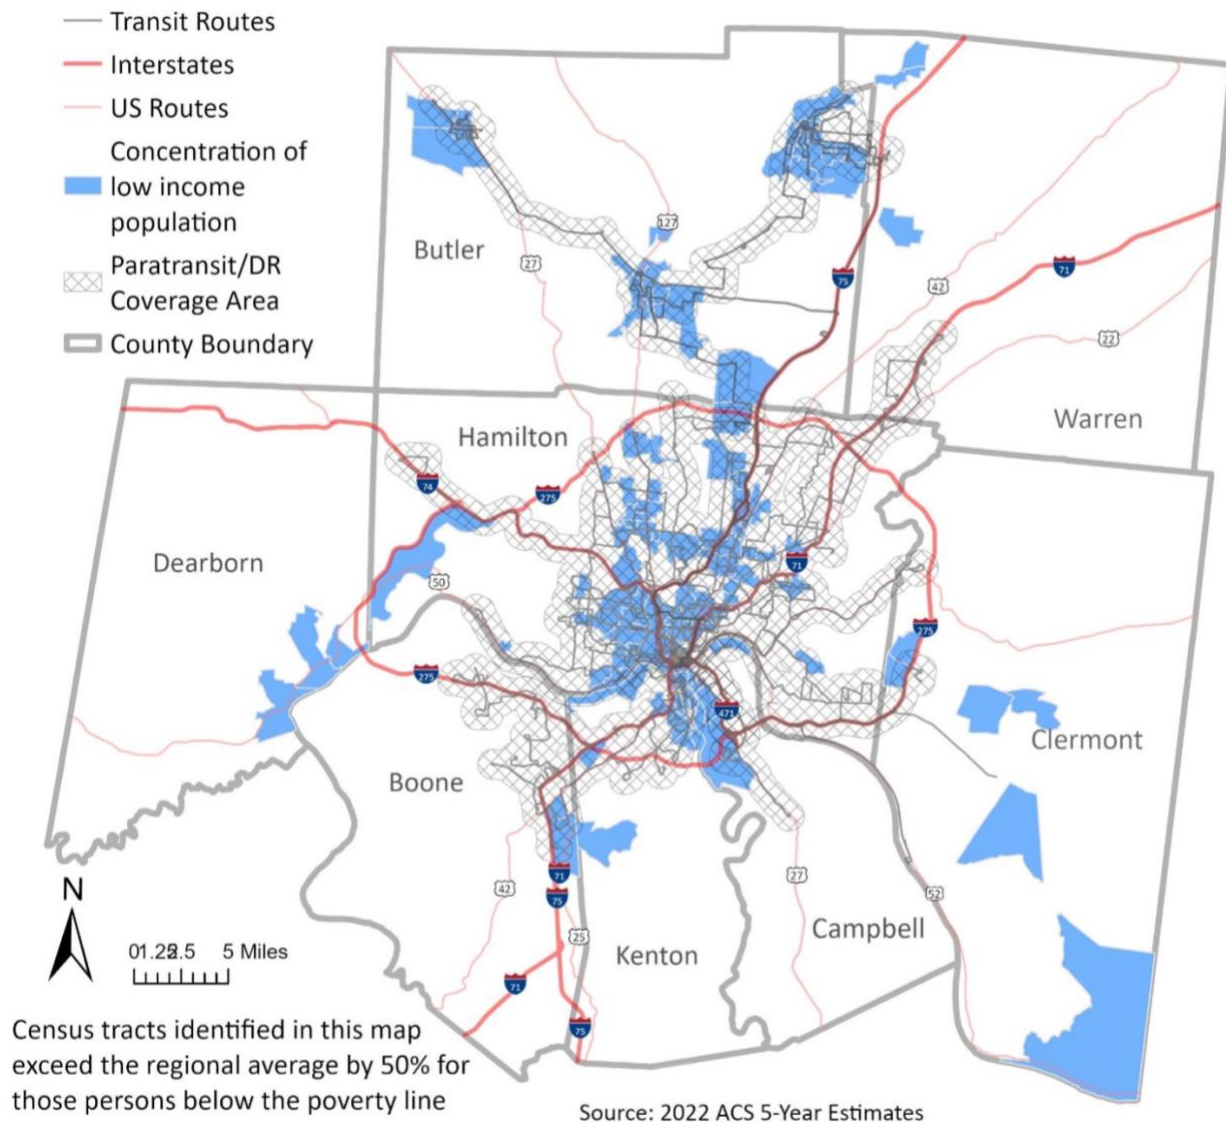 Transit Routes
Interstates
US Routes
Concentration of
low income
population
Paratransit/DR
Coverage Area
County Boundary
Butler
127
27
75
42
71
22
Warren
Hamilton
74
275
Dearborn
50
71
275
275
471
Clermont
Boone
42
71
75
27
52
25
Campbell
Kenton
71
75
N
01.252.5 5 Miles
Census tracts identified in this map
exceed the regional average by 50% for
those persons below the poverty line
Source: 2022 ACS 5-Year Estimates